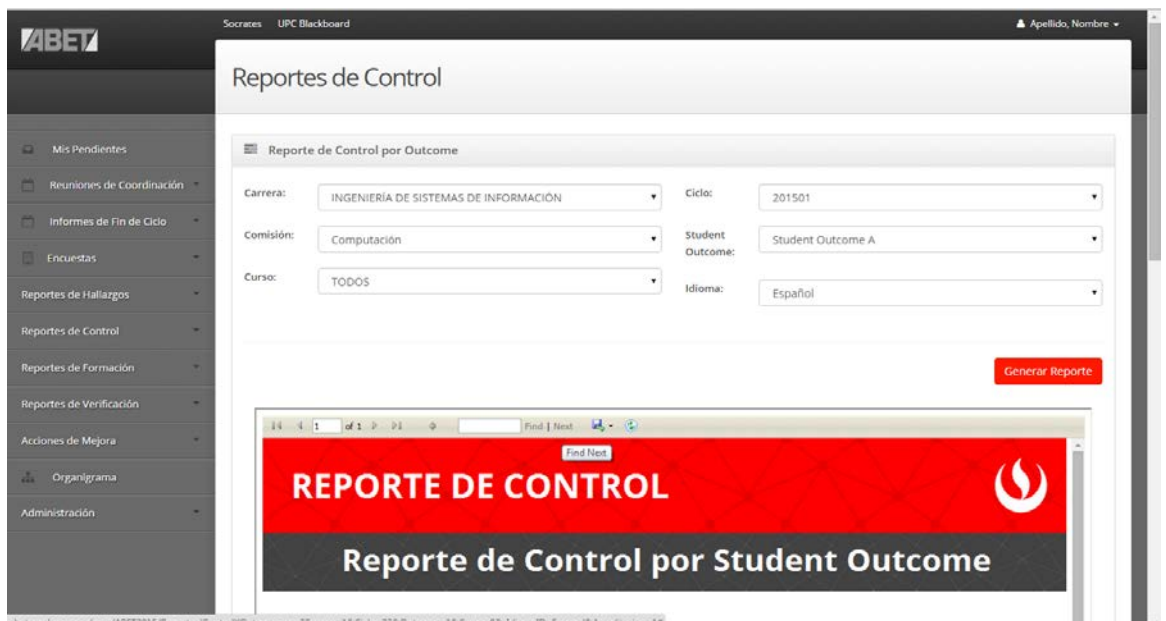 ABET
Socrates UPC Blackboard
Apellido, Nombre
Reportes de Control
Mis Pendientes
Reuniones de Coordinación
Informes de Fin de Ciclo
Encuestas
Reportes de Hallazgos
Reportes de Control
Reportes de Formación
Reportes de Verificación
Acciones de Mejora
Organigrama
Administración
Reporte de Control por Outcome
Carrera: INGENIERÍA DE SISTEMAS DE INFORMACIÓN
Ciclo: 201501
Comisión: Computación
Student Outcome: Student Outcome A
Curso: TODOS
Idioma: Español
Generar Reporte
1 of 1 Find | Next
Find Next
REPORTE DE CONTROL
Reporte de Control por Student Outcome